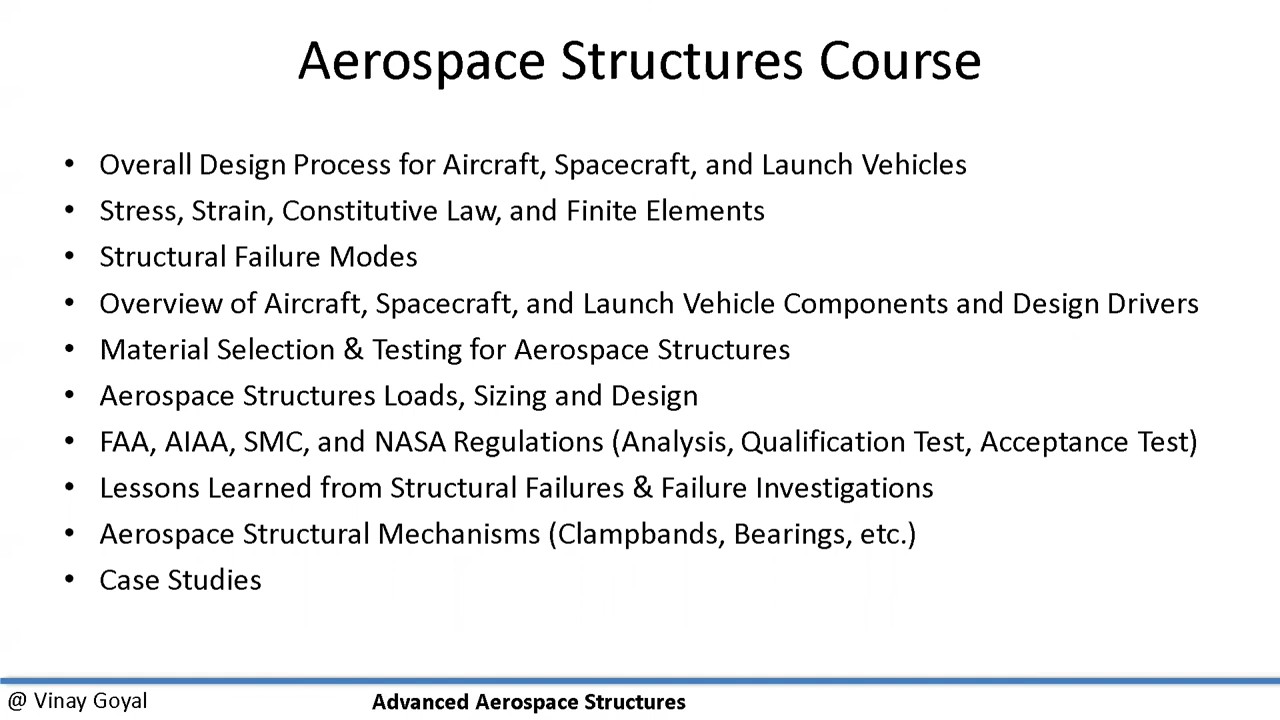 Aerospace Structures Course
• Overall Design Process for Aircraft, Spacecraft, and Launch Vehicles
• Stress, Strain, Constitutive Law, and Finite Elements
• Structural Failure Modes
• Overview of Aircraft, Spacecraft, and Launch Vehicle Components and Design Drivers
• Material Selection & Testing for Aerospace Structures
• Aerospace Structures Loads, Sizing and Design
• FAA, AIAA, SMC, and NASA Regulations (Analysis, Qualification Test, Acceptance Test)
• Lessons Learned from Structural Failures & Failure Investigations
• Aerospace Structural Mechanisms (Clampbands, Bearings, etc.)
• Case Studies
@ Vinay Goyal
Advanced Aerospace Structures